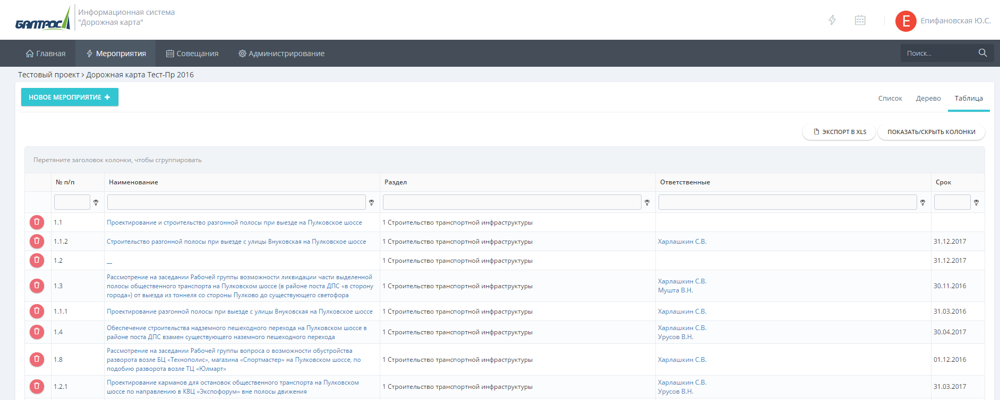 БАЛТРОС
Информационная система
"Дорожная карта"
Е
Епифановская Ю.С.
Главная
Мероприятия
Совещания
Администрирование
Поиск...
Тестовый проект › Дорожная карта Тест-Пр 2016
НОВОЕ МЕРОПРИЯТИЕ
Список
Дерево
Таблица
ЭКСПОРТ В XLS
ПОКАЗАТЬ/СКРЫТЬ КОЛОНКИ
Перетяните заголовок колонки, чтобы сгруппировать
№ п/п Наименование Раздел Ответственные Срок
1.1 Проектирование и строительство разгонной полосы при выезде на Пулковское шоссе 1 Строительство транспортной инфраструктуры
1.1.2 Строительство разгонной полосы при выезде с улицы Внуковская на Пулковское шоссе 1 Строительство транспортной инфраструктуры Харлашкин С.В. 31.12.2017
1.2 __ 1 Строительство транспортной инфраструктуры 31.12.2017
1.3
Рассмотрение на заседании Рабочей группы возможности ликвидации части выделенной
полосы общественного транспорта на Пулковском шоссе (в районе поста ДПС «в сторону
города») от выезда из тоннеля со стороны Пулково до существующего светофора
1 Строительство транспортной инфраструктуры
Харлашкин С.В.
Мушта В.Н.
30.11.2016
1.1.1 Проектирование разгонной полосы при выезде с улицы Внуковская на Пулковское шоссе 1 Строительство транспортной инфраструктуры Харлашкин С.В. 31.03.2016
1.4
Обеспечение строительства надземного пешеходного перехода на Пулковском шоссе в
районе поста ДПС взамен существующего наземного пешеходного перехода
1 Строительство транспортной инфраструктуры
Харлашкин С.В.
Урусов В.Н.
30.04.2017
1.8
Рассмотрение на заседании Рабочей группы вопроса о возможности обустройства
разворота возле БЦ «Технополис», магазина «Спортмастер» на Пулковском шоссе, по
подобию разворота возле ТЦ «Юлмарт»
1 Строительство транспортной инфраструктуры
Харлашкин С.В.
01.12.2016
1.2.1
Проектирование карманов для остановок общественного транспорта на Пулковском
шоссе по направлению в КВЦ «Экспофорум» вне полосы движения
1 Строительство транспортной инфраструктуры
Харлашкин С.В.
Урусов В.Н.
31.03.2017